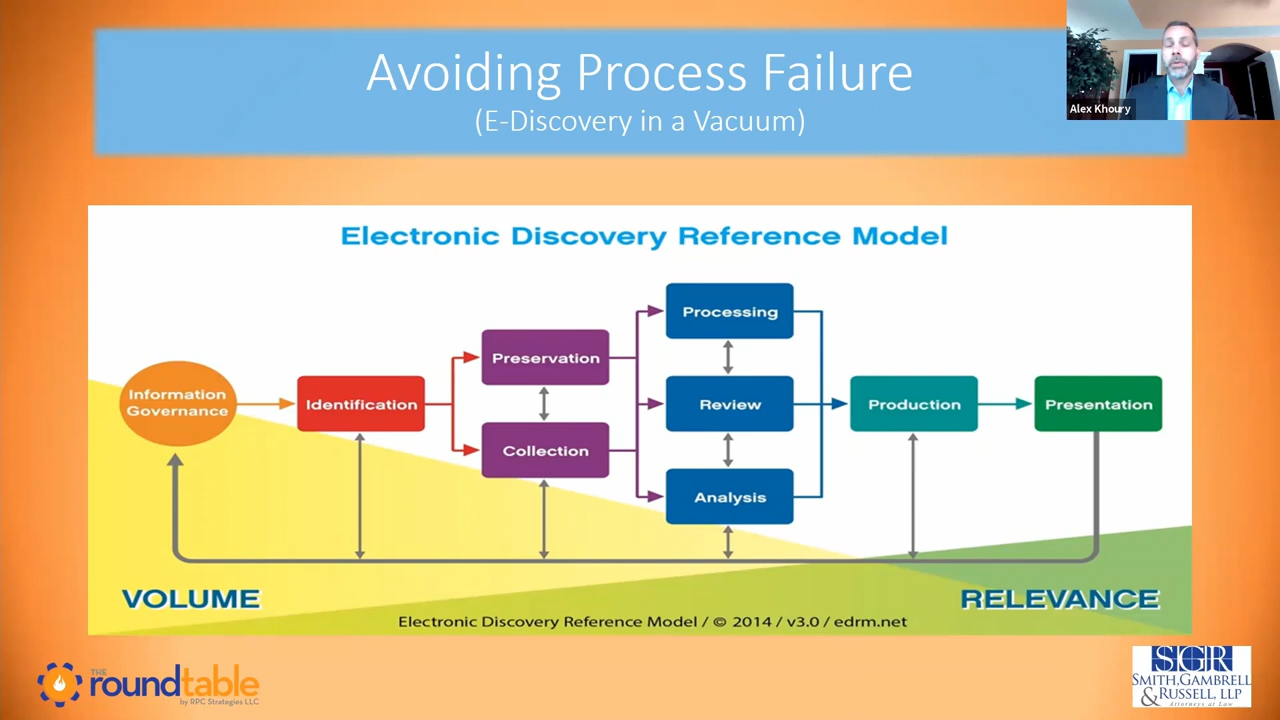 Avoiding Process Failure
(E-Discovery in a Vacuum)
Alex Khoury
Electronic Discovery Reference Model
Information
Governance
Identification
Preservation
Collection
Processing
Review
Analysis
Production
Presentation
VOLUME
RELEVANCE
Electronic Discovery Reference Model / © 2014 / v3.0 / edrm.net
THE
roundtable
by RPC Strategies LLC
SGR
SMITH, GAMBRELL
& RUSSELL, LLP
Attorneys at Law